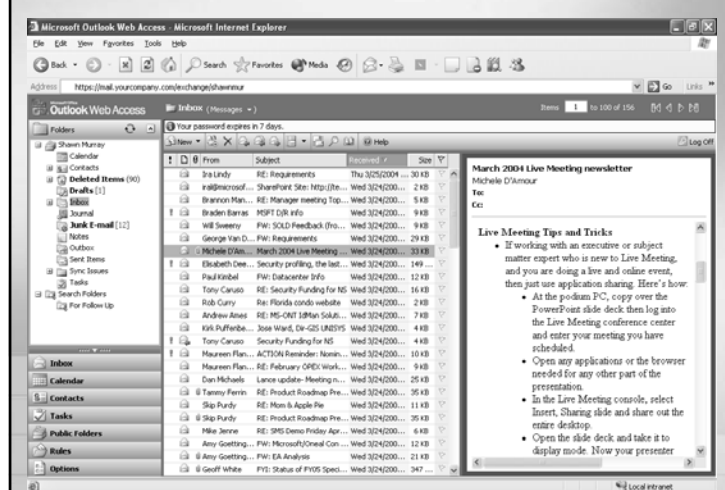 Microsoft Outlook Web Access - Microsoft Internet Explorer
File Edit View Favorites Tools Help
Back Search Favorites Media
Address https://mail.yourcompany.com/exchange/shawnmur Go Links
Outlook Web Access Inbox (Messages) Items 1 to 100 of 156
Folders
Your password expires in 7 days.
New Help Log Off
Shawn Murray
Calendar
Contacts
Deleted Items (90)
Drafts [1]
Inbox
Journal
Junk E-mail [12]
Notes
Outbox
Sent Items
Sync Issues
Tasks
Search Folders
For Follow Up
Inbox
Calendar
Contacts
Tasks
Public Folders
Rules
Options
From Subject Received Size
Ira Lindy RE: Requirements Thu 3/25/2004 ... 30 KB
iral@microsof... SharePoint Site: http://te... Wed 3/24/200... 2 KB
Brannon Man... RE: Manager meeting Top... Wed 3/24/200... 5 KB
Braden Barras MSFT D/R info Wed 3/24/200... 9 KB
Will Sweeny FW: SOLD Feedback (fro... Wed 3/24/200... 9 KB
George Van D... FW: Requirements Wed 3/24/200... 29 KB
Michele D'Am... March 2004 Live Meeting ... Wed 3/24/200... 33 KB
Elisabeth Dee... Security profiling, the last... Wed 3/24/200... 149 ...
Paul Kimbel FW: Datacenter Info Wed 3/24/200... 12 KB
Tony Caruso RE: Security Funding for NS Wed 3/24/200... 16 KB
Rob Curry Re: Florida condo website Wed 3/24/200... 2 KB
Andrew Ames RE: MS-ONT IdMan Soluti... Wed 3/24/200... 7 KB
Kirk Puffenbe... Jose Ward, Dir-GIS UNISYS Wed 3/24/200... 4 KB
Tony Caruso Security Funding for NS Wed 3/24/200... 4 KB
Maureen Flan... ACTION Reminder: Nomin... Wed 3/24/200... 10 KB
Maureen Flan... RE: February OPEX Work... Wed 3/24/200... 9 KB
Dan Michaels Lance update- Meeting n... Wed 3/24/200... 25 KB
Tammy Ferrin RE: Product Roadmap Pre... Wed 3/24/200... 35 KB
Skip Purdy RE: Mom & Apple Pie Wed 3/24/200... 11 KB
Skip Purdy RE: Product Roadmap Pre... Wed 3/24/200... 35 KB
Mike Jenne RE: SMS Demo Friday Apr... Wed 3/24/200... 6 KB
Amy Goetting... FW: Microsoft/Oneal Con ... Wed 3/24/200... 12 KB
Amy Goetting... FW: EA Analysis Wed 3/24/200... 21 KB
Geoff White FYI: Status of FY05 Speci... Wed 3/24/200... 347 ...
March 2004 Live Meeting newsletter
Michele D'Amour
To:
Cc:
Live Meeting Tips and Tricks
• If working with an executive or subject
matter expert who is new to Live Meeting,
and you are doing a live and online event,
then just use application sharing. Here's how:
• At the podium PC, copy over the
PowerPoint slide deck then log into
the Live Meeting conference center
and enter your meeting you have
scheduled.
• Open any applications or the browser
needed for any other part of the
presentation.
• In the Live Meeting console, select
Insert, Sharing slide and share out the
entire desktop.
• Open the slide deck and take it to
display mode. Now your presenter
Local intranet